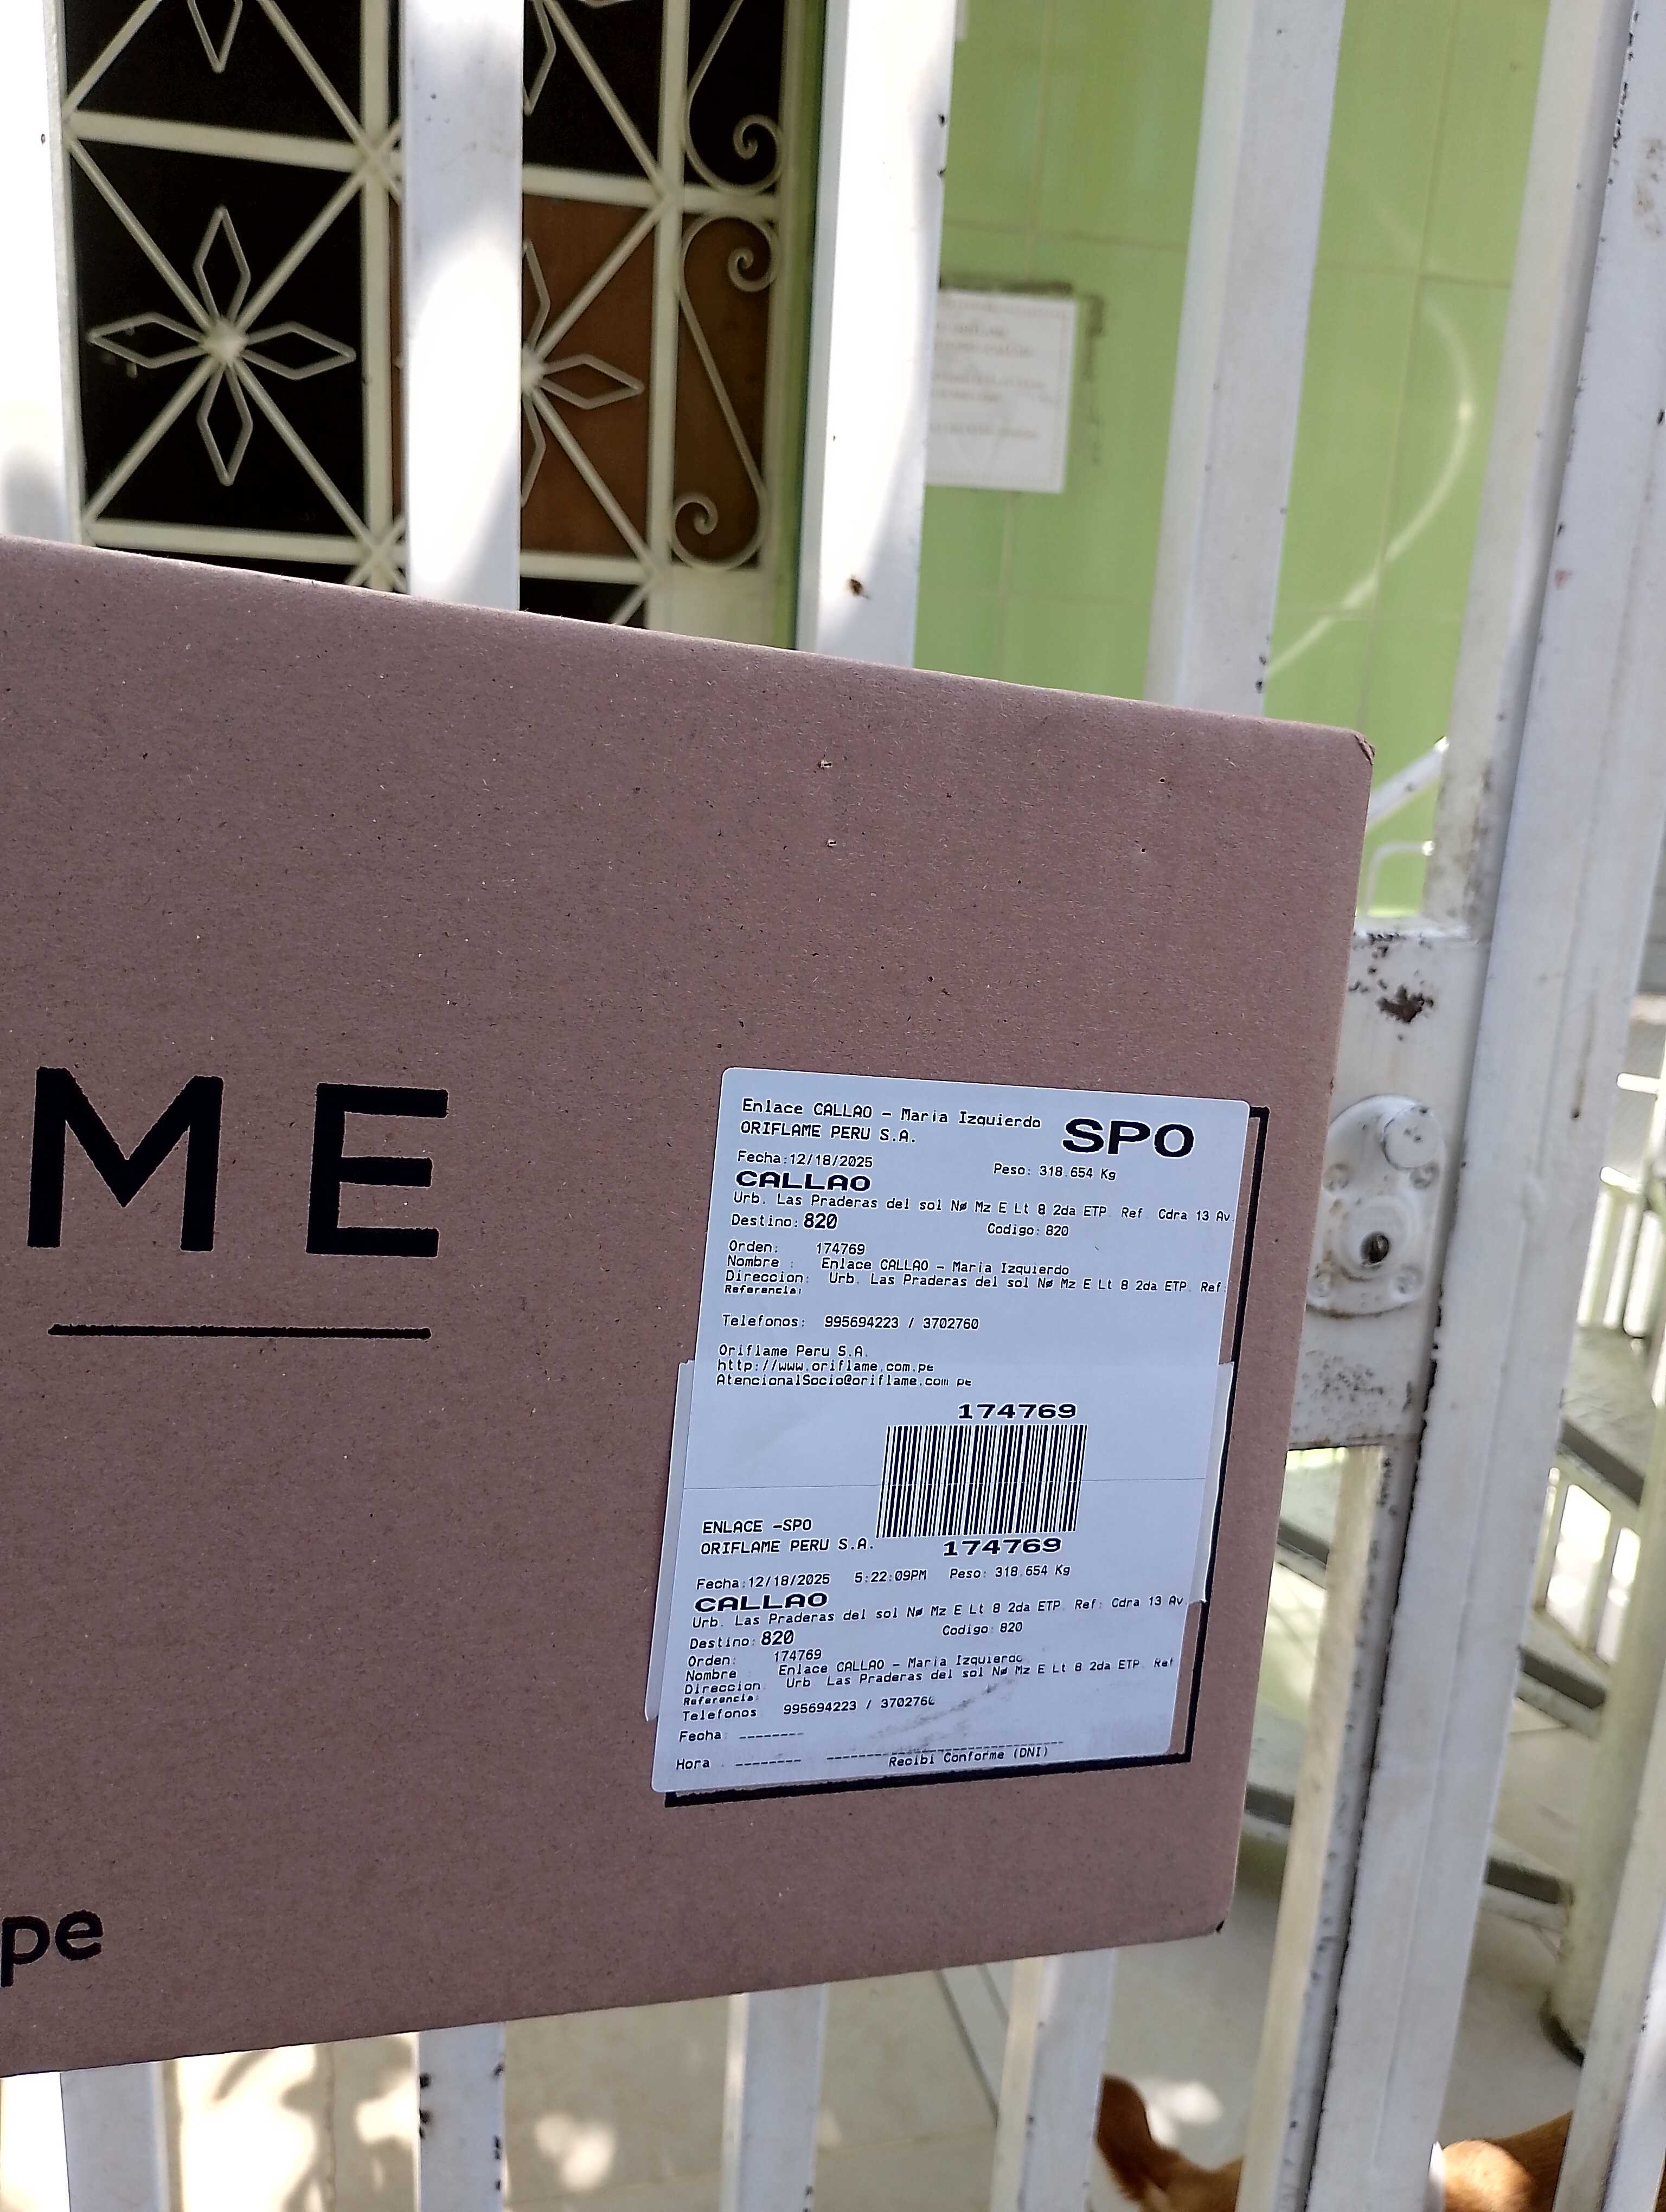 ME
pe
Enlace CALLAO - Maria Izquierdo SPO
ORIFLAME PERU S.A.
Fecha:12/18/2025 Peso: 318.654 Kg
CALLAO
Urb. Las Praderas del sol Nø Mz E Lt 8 2da ETP. Ref. Cdra 13 Av.
Destino: 820 Codigo: 820
Orden: 174769
Nombre : Enlace CALLAO - Maria Izquierdo
Direccion: Urb. Las Praderas del sol Nø Mz E Lt 8 2da ETP. Ref:
Referencia:
Telefonos: 995694223 / 3702760
Oriflame Peru S.A.
http://www.oriflame.com.pe
AtencionalSocio@oriflame.com.pe
174769
ENLACE -SPO
ORIFLAME PERU S.A. 174769
Fecha:12/18/2025 5:22:09PM Peso: 318.654 Kg
CALLAO
Urb. Las Praderas del sol Nø Mz E Lt 8 2da ETP. Ref: Cdra 13 Av
Destino: 820 Codigo: 820
Orden: 174769
Nombre Enlace CALLAO - Maria Izquierdo
Direccion Urb Las Praderas del sol Nø Mz E Lt 8 2da ETP. Ref
Referencia:
Telefonos 995694223 / 3702760
Fecha: --------
Hora : -------- Recibi Conforme (DNI)